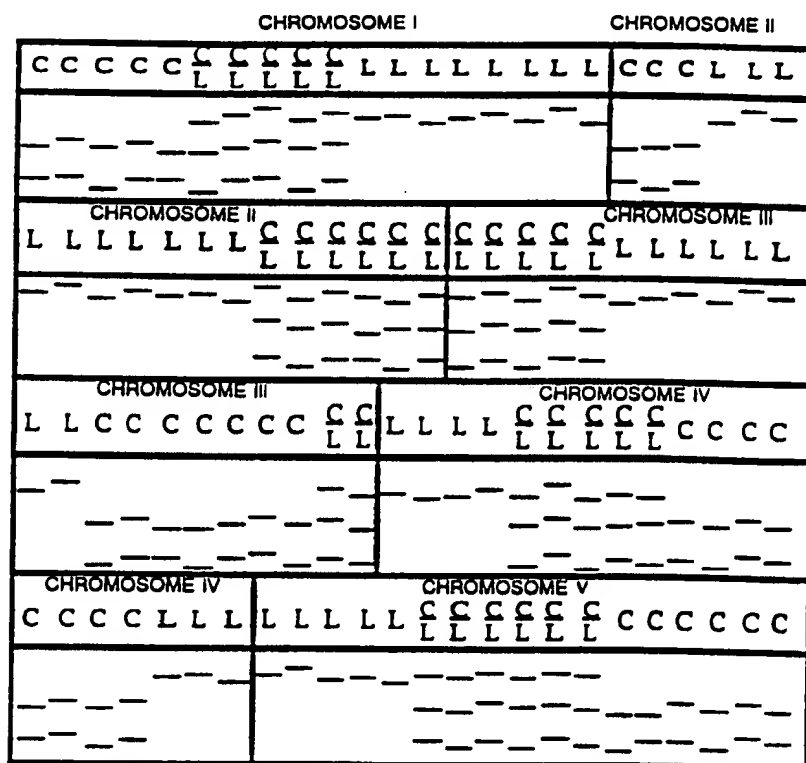 CHROMOSOME I CHROMOSOME II
C C C C C C C C C C L L L L L L L L C C C L L L
L L L L L
CHROMOSOME II CHROMOSOME III
L L L L L L L C C C C C C C C C C C L L L L L L
L L L L L L L L L L L
CHROMOSOME III CHROMOSOME IV
L L C C C C C C C C C L L L L C C C C C C C C C
L L L L L L L
CHROMOSOME IV CHROMOSOME V
C C C C L L L L L L L L C C C C C C C C C C C C
L L L L L L